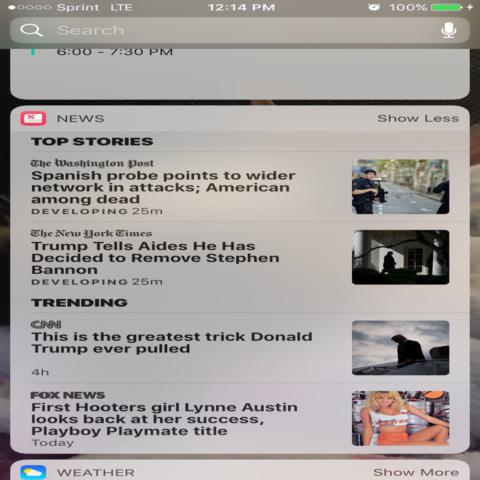 Sprint LTE 12:14 PM 100%
Search
6:00 - 7:30 PM
NEWS Show Less
TOP STORIES
The Washington Post
Spanish probe points to wider
network in attacks; American
among dead
DEVELOPING 25m
The New York Times
Trump Tells Aides He Has
Decided to Remove Stephen
Bannon
DEVELOPING 25m
TRENDING
CNN
This is the greatest trick Donald
Trump ever pulled
4h
FOX NEWS
First Hooters girl Lynne Austin
looks back at her success,
Playboy Playmate title
Today
WEATHER Show More